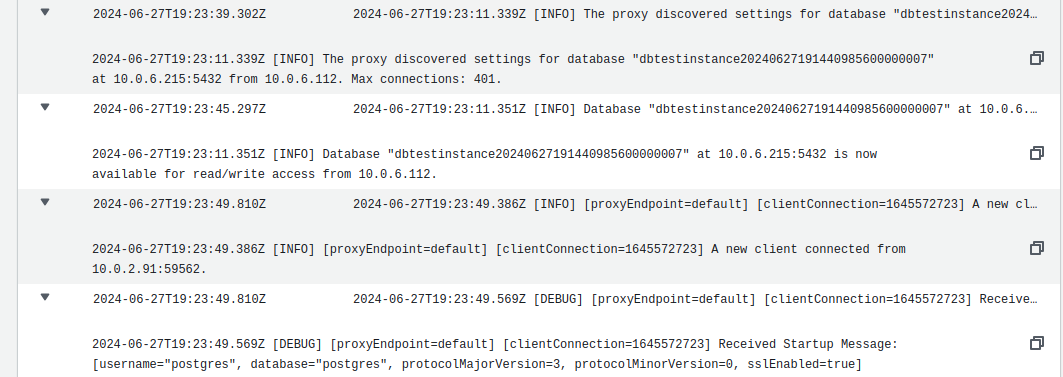 2024-06-27T19:23:39.302Z 2024-06-27T19:23:11.339Z [INFO] The proxy discovered settings for database "dbtestinstance2024…
2024-06-27T19:23:11.339Z [INFO] The proxy discovered settings for database "dbtestinstance20240627191440985600000007"
at 10.0.6.215:5432 from 10.0.6.112. Max connections: 401.
2024-06-27T19:23:45.297Z 2024-06-27T19:23:11.351Z [INFO] Database "dbtestinstance20240627191440985600000007" at 10.0.6.…
2024-06-27T19:23:11.351Z [INFO] Database "dbtestinstance20240627191440985600000007" at 10.0.6.215:5432 is now
available for read/write access from 10.0.6.112.
2024-06-27T19:23:49.810Z 2024-06-27T19:23:49.386Z [INFO] [proxyEndpoint=default] [clientConnection=1645572723] A new cl…
2024-06-27T19:23:49.386Z [INFO] [proxyEndpoint=default] [clientConnection=1645572723] A new client connected from
10.0.2.91:59562.
2024-06-27T19:23:49.810Z 2024-06-27T19:23:49.569Z [DEBUG] [proxyEndpoint=default] [clientConnection=1645572723] Receive…
2024-06-27T19:23:49.569Z [DEBUG] [proxyEndpoint=default] [clientConnection=1645572723] Received Startup Message:
[username="postgres", database="postgres", protocolMajorVersion=3, protocolMinorVersion=0, sslEnabled=true]